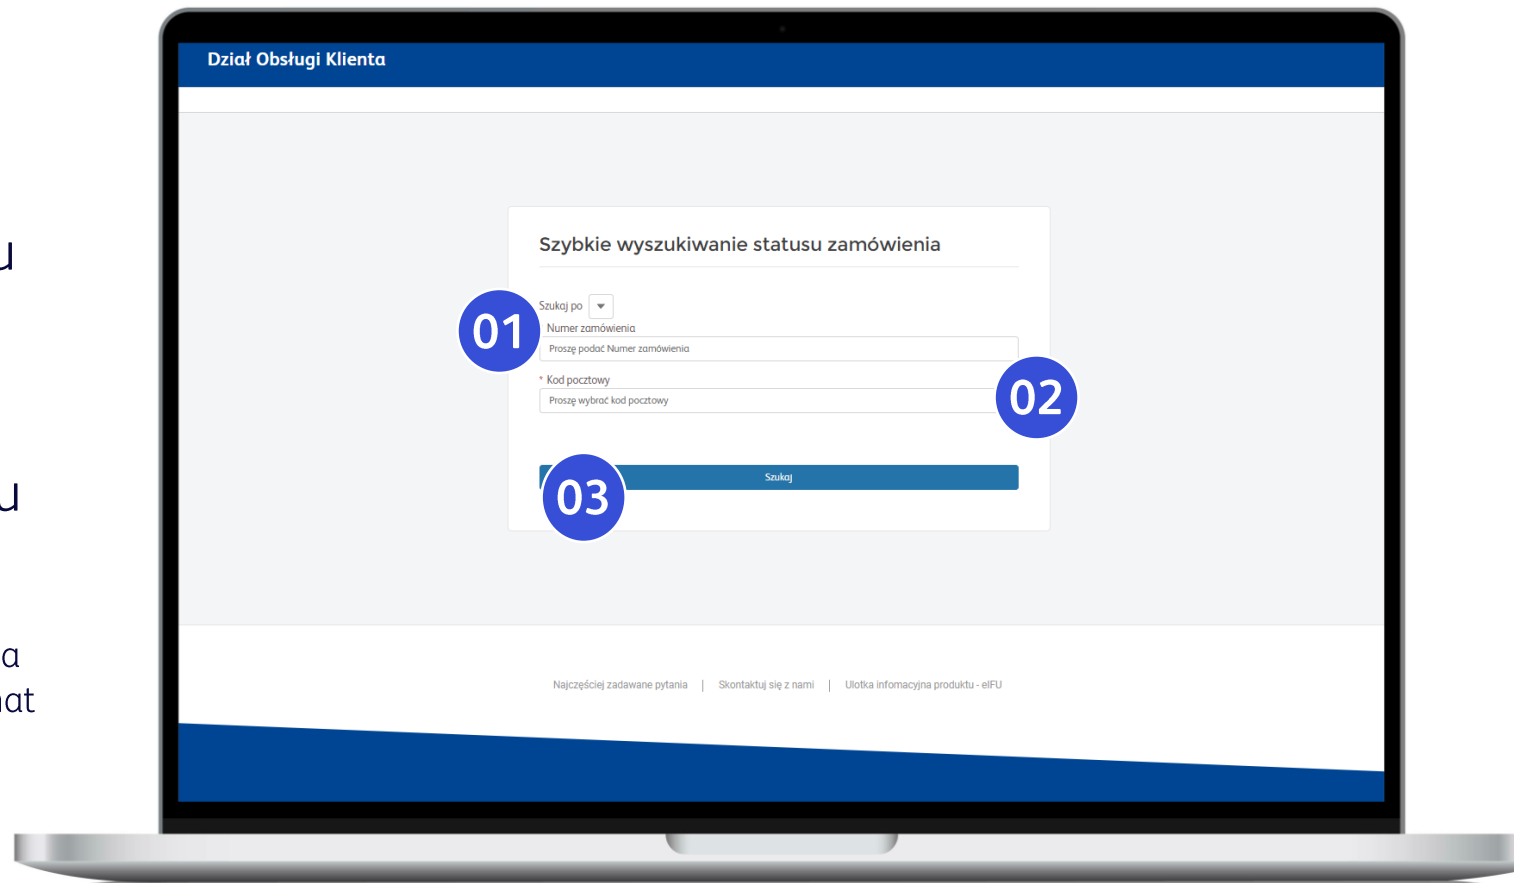 Dział Obsługi Klienta
Szybkie wyszukiwanie statusu zamówienia
Szukaj po
01
Numer zamówienia
Proszę podać Numer zamówienia
* Kod pocztowy
Proszę wybrać kod pocztowy
02
Szukaj
03
Najczęściej zadawane pytania | Skontaktuj się z nami | Ulotka infomacyjna produktu - eIFU